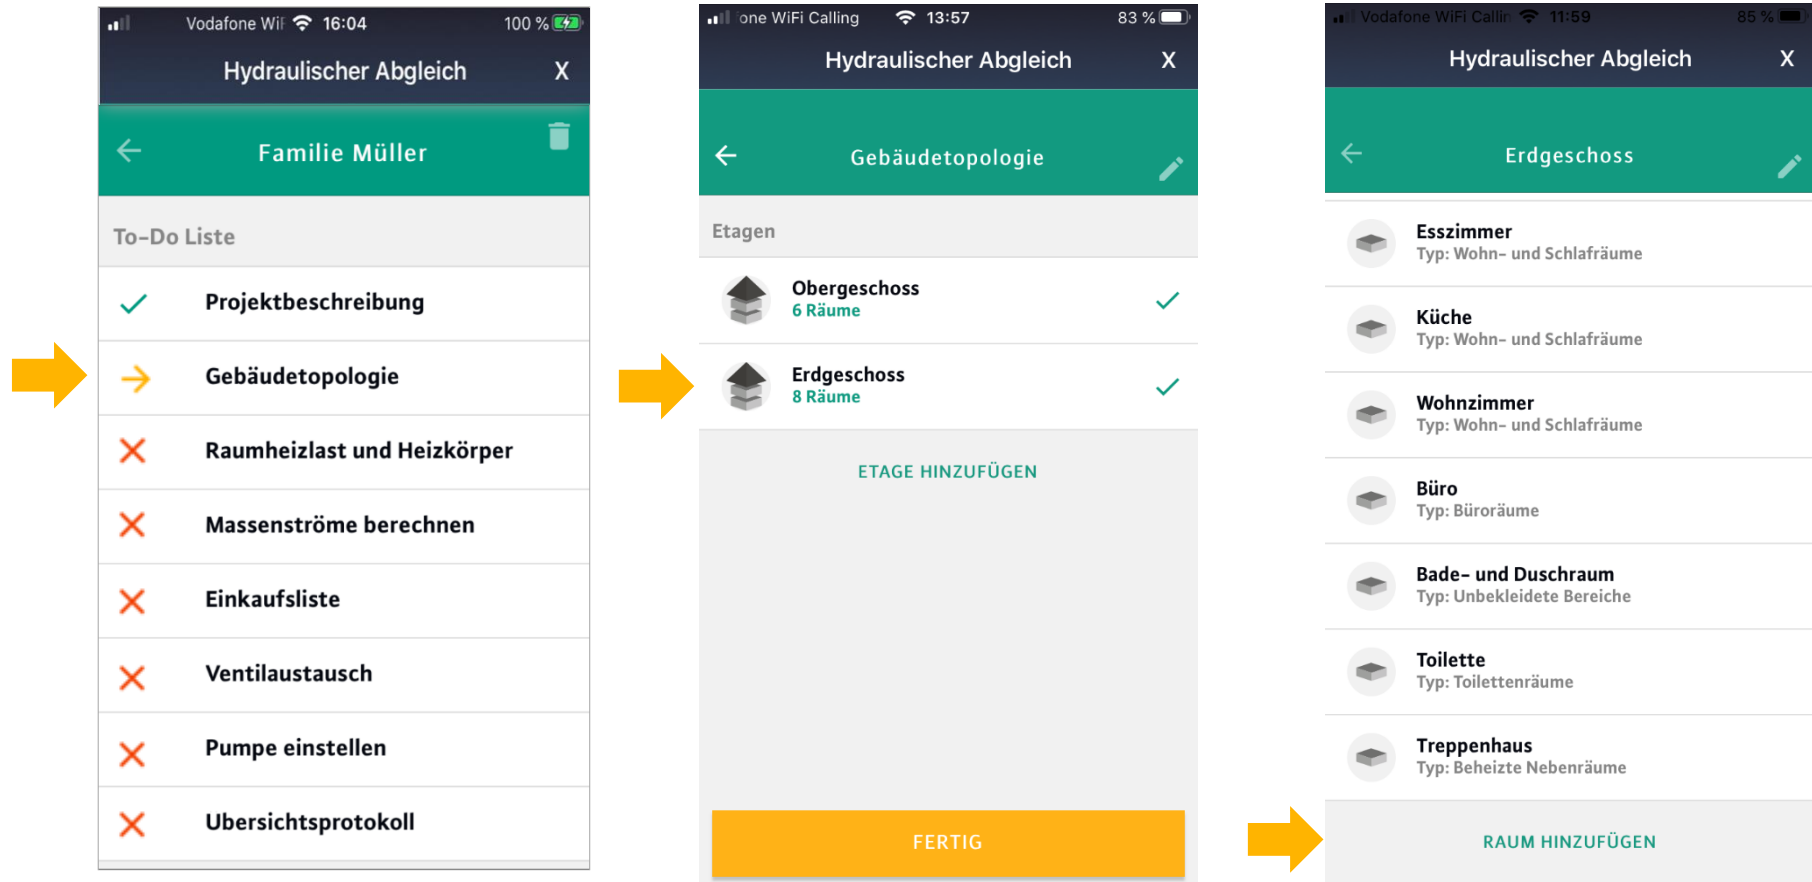 Vodafone WiF 16:04 100 %
Hydraulischer Abgleich X
Familie Müller
To-Do Liste
Projektbeschreibung
Gebäudetopologie
Raumheizlast und Heizkörper
Massenströme berechnen
Einkaufsliste
Ventilaustausch
Pumpe einstellen
Ubersichtsprotokoll
one WiFi Calling 13:57 83 %
Hydraulischer Abgleich X
Gebäudetopologie
Etagen
Obergeschoss
6 Räume
Erdgeschoss
8 Räume
ETAGE HINZUFÜGEN
FERTIG
Vodafone WiFi Callin 11:59 85 %
Hydraulischer Abgleich X
Erdgeschoss
Esszimmer
Typ: Wohn- und Schlafräume
Küche
Typ: Wohn- und Schlafräume
Wohnzimmer
Typ: Wohn- und Schlafräume
Büro
Typ: Büroräume
Bade- und Duschraum
Typ: Unbekleidete Bereiche
Toilette
Typ: Toilettenräume
Treppenhaus
Typ: Beheizte Nebenräume
RAUM HINZUFÜGEN